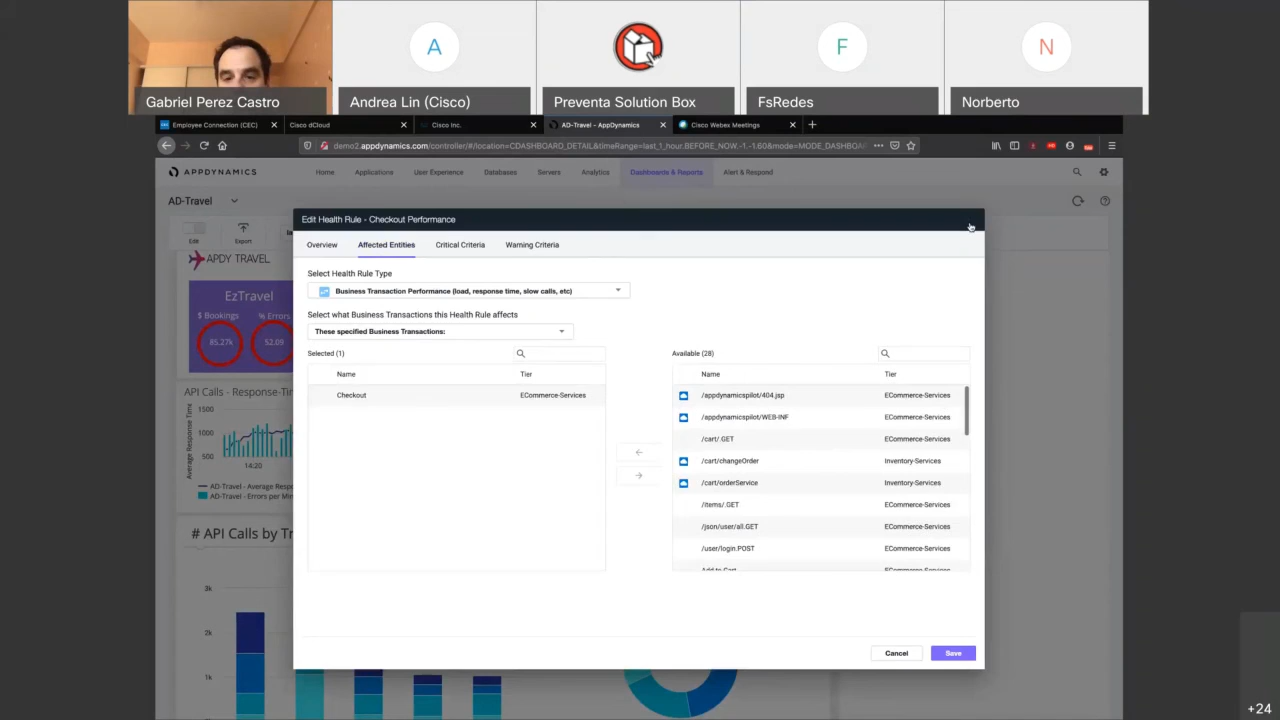 A
F
N
Gabriel Perez Castro
Andrea Lin (Cisco)
Preventa Solution Box
FsRedes
Norberto
Employee Connection (CEC)
Cisco dCloud
Cisco Inc.
AD-Travel - AppDynamics
Cisco Webex Meetings
demo2.appdynamics.com/controller/#/location=CDASHBOARD_DETAIL&timeRange=last_1_hour.BEFORE_NOW.-1.-1.60&mode=MODE_DASHBOA
APPDYNAMICS
Home
Applications
User Experience
Databases
Servers
Analytics
Dashboards & Reports
Alert & Respond
AD-Travel
Edit
Export
Edit Health Rule - Checkout Performance
Overview
Affected Entities
Critical Criteria
Warning Criteria
APDY TRAVEL
EzTravel
$ Bookings
% Errors
85.27k
52.09
API Calls - Response-Tim
1500
1000
500
Average Response Time
14:20
AD-Travel - Average Respo
AD-Travel - Errors per Min
# API Calls by Tr
3k
2k
1k
Select Health Rule Type
Business Transaction Performance (load, response time, slow calls, etc)
Select what Business Transactions this Health Rule affects
These specified Business Transactions:
Selected (1)
Name
Tier
Checkout
ECommerce-Services
Available (28)
Name
Tier
/appdynamicspilot/404.jsp
ECommerce-Services
/appdynamicspilot/WEB-INF
ECommerce-Services
/cart/.GET
ECommerce-Services
/cart/changeOrder
Inventory-Services
/cart/orderService
Inventory-Services
/items/.GET
ECommerce-Services
/json/user/all.GET
ECommerce-Services
/user/login.POST
ECommerce-Services
Add to Cart
ECommerce-Services
Cancel
Save
+24